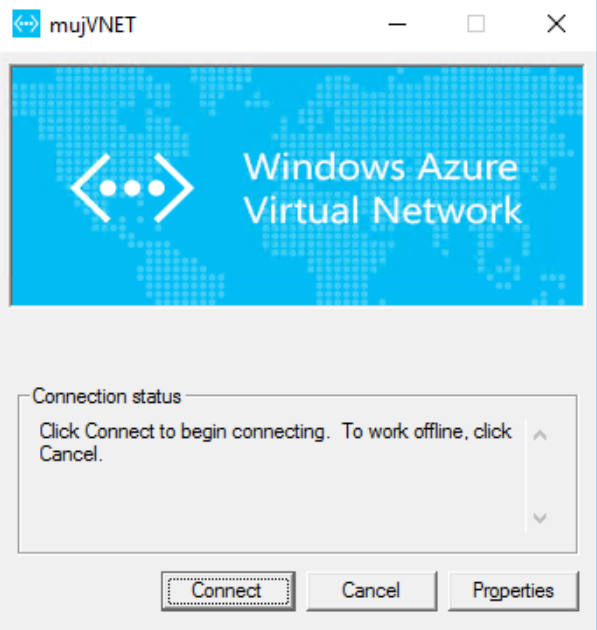 mujVNET
Windows Azure
Virtual Network
Connection status
Click Connect to begin connecting.  To work offline, click
Cancel.
Connect
Cancel
Properties